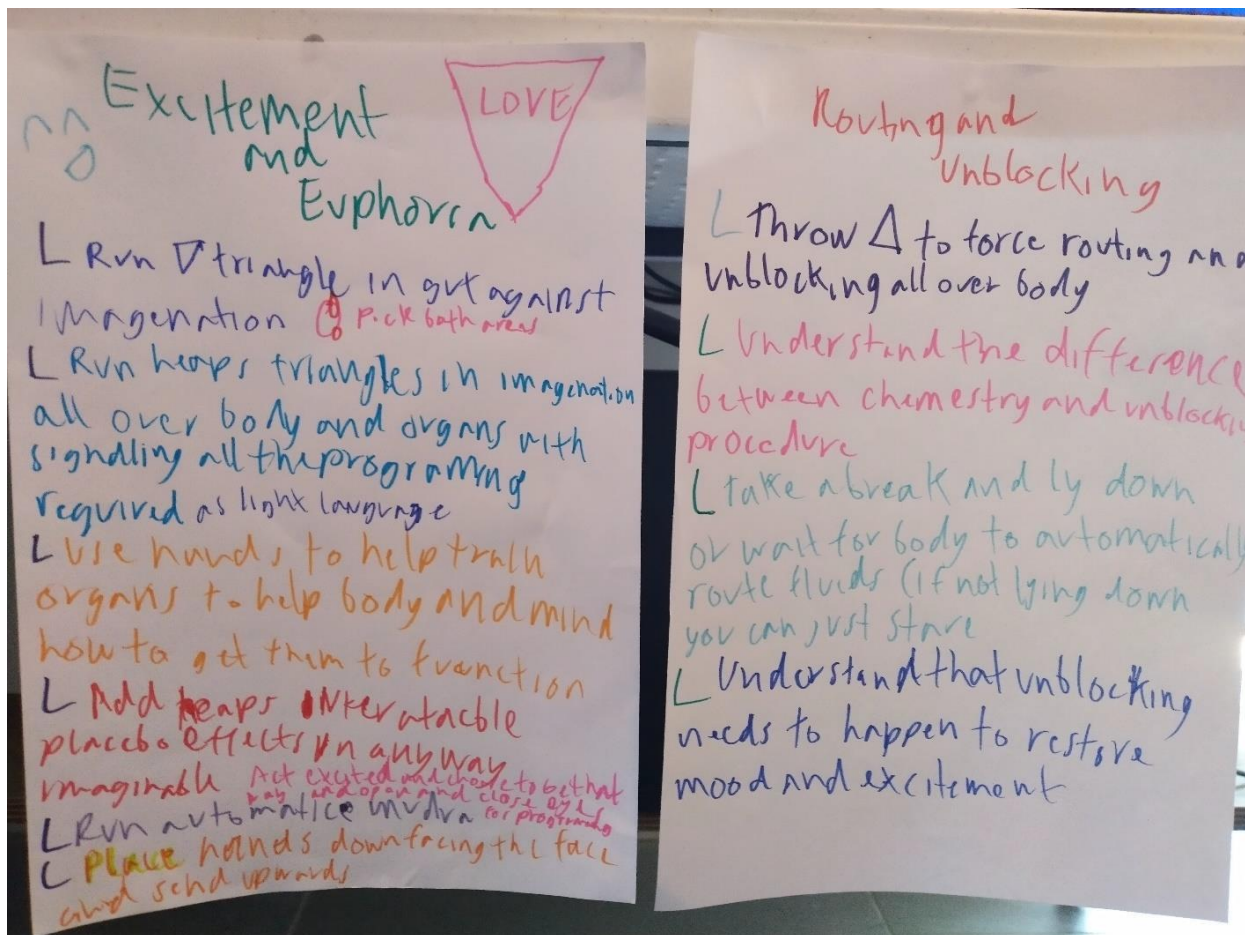 Excitement
and
Euphoria
LOVE
Run ∇ triangle in gut against
imagenation Pick both areas
Run heaps triangles in imagenation
all over body and organs with
signalling all the programing
required as light language
use hands to help train
organs to help body and mind
how to get them to function
Add heaps
placebo effects in anyway
imaginable
Act excited and choose to be that
way and open and close eyes
for programing
Run automatice mudra
Place hands down facing the face
and send upwards
Routing and
unblocking
Throw Δ to force routing an
unblocking all over body
Understand the difference
between chemestry and unblocki
procedure
take a break and ly down
or wait for body to automatically
route fluids (if not lying down
you can just stare
Understand that unblocking
needs to happen to restore
mood and excitement